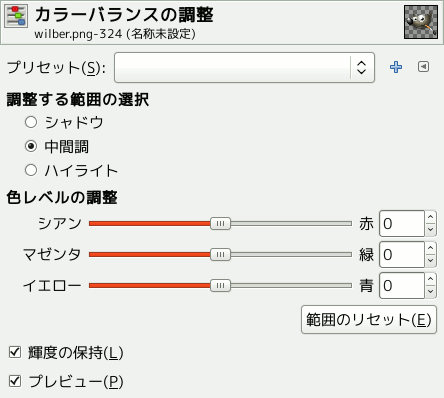 カラーバランスの調整
wilber.png-324 (名称未設定)
プリセット(S):
調整する範囲の選択
シャドウ
中間調
ハイライト
色レベルの調整
シアン 赤 0
マゼンタ 緑 0
イエロー 青 0
範囲のリセット(E)
輝度の保持(L)
プレビュー(P)